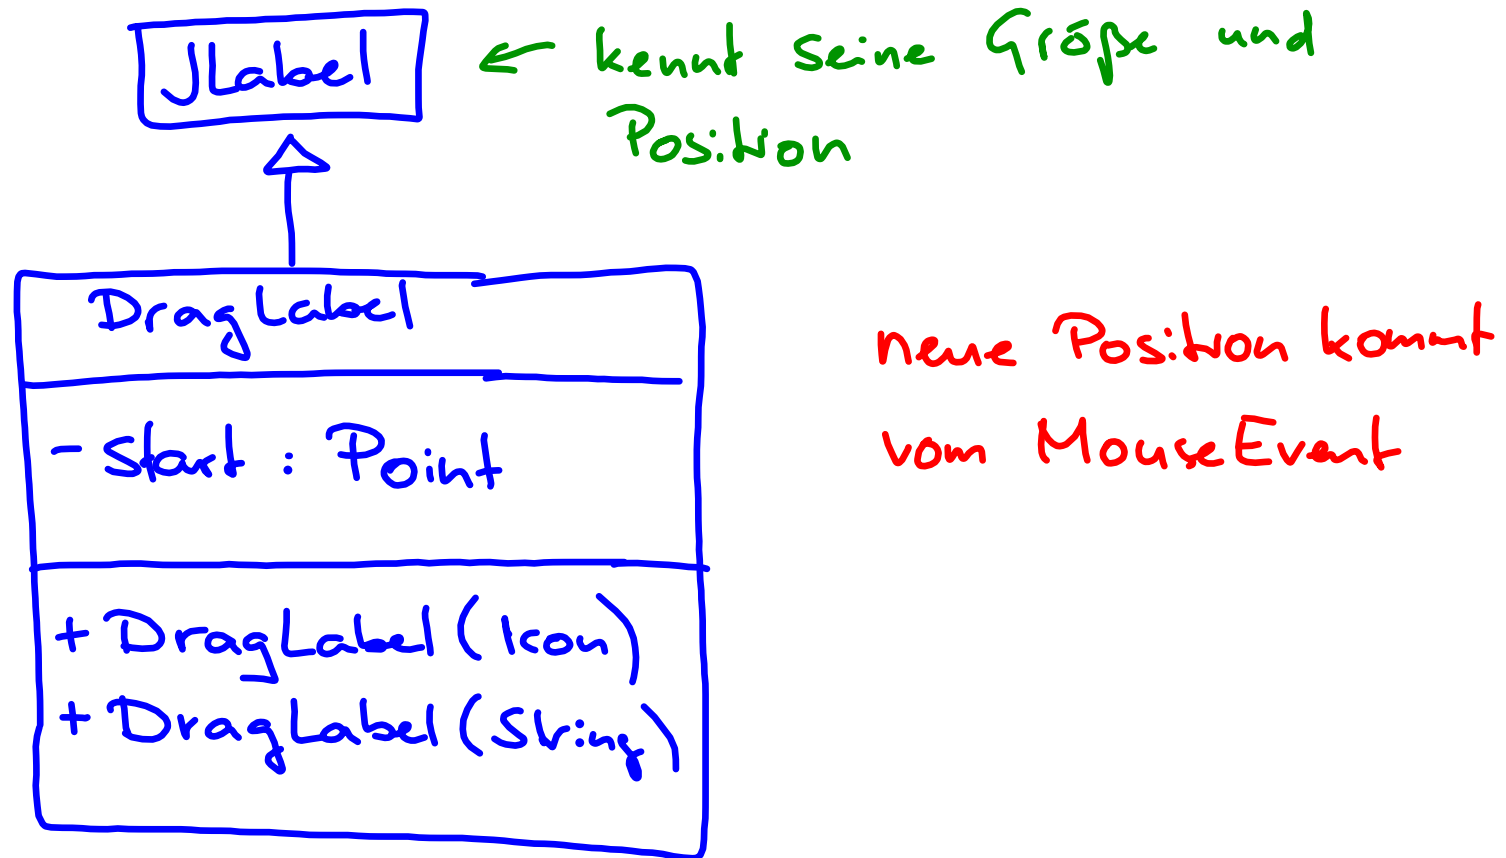 JLabel
← kennt seine Größe und
Position
DragLabel
neue Position kommt
vom MouseEvent
- Start : Point
+ DragLabel (Icon)
+ DragLabel (String)